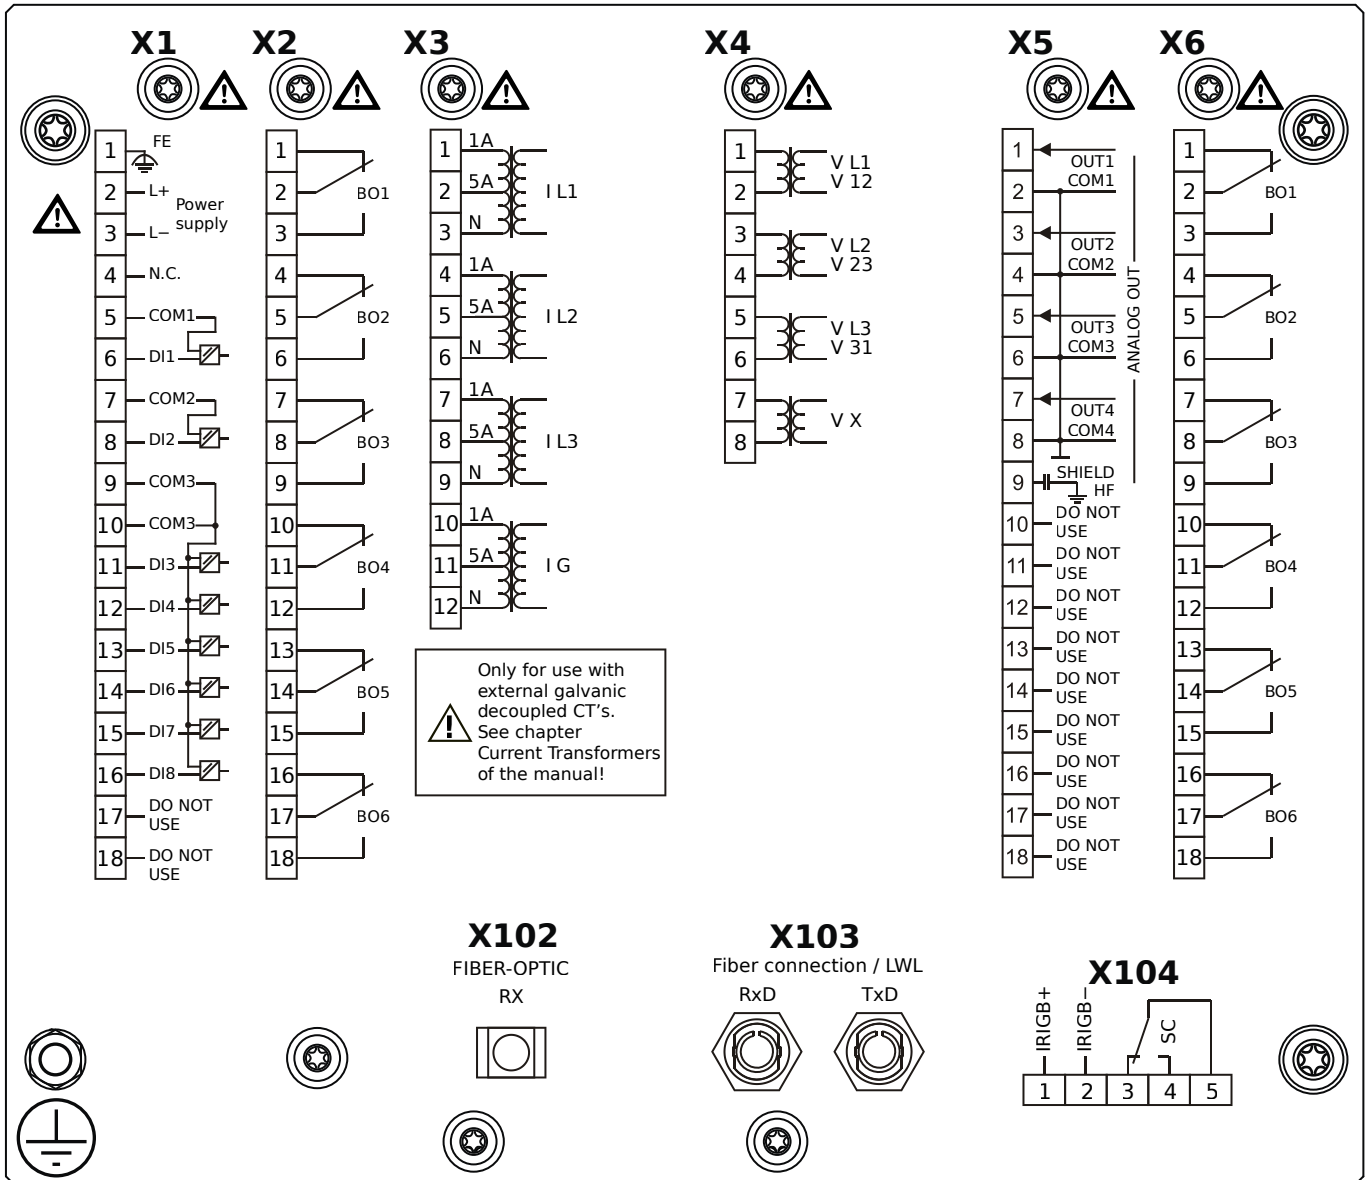 X1
X2
X3
X4
X5
X6
1 FE
2 L+
Power
supply
3 L−
4 N.C.
5 COM1
6 DI1
7 COM2
8 DI2
9 COM3
10 COM3
11 DI3
12 DI4
13 DI5
14 DI6
15 DI7
16 DI8
17 DO NOT
USE
18 DO NOT
USE
1
2 BO1
3
4
5 BO2
6
7
8 BO3
9
10
11 BO4
12
13
14 BO5
15
16
17 BO6
18
1 1A
2 5A I L1
3 N
4 1A
5 5A I L2
6 N
7 1A
8 5A I L3
9 N
10 1A
11 5A I G
12 N
Only for use with
external galvanic
decoupled CT's.
See chapter
Current Transformers
of the manual!
1 V L1
2 V 12
3 V L2
4 V 23
5 V L3
6 V 31
7
V X
8
1 OUT1
2 COM1
3 OUT2
4 COM2
5 OUT3
6 COM3
7 OUT4
8 COM4
ANALOG OUT
9 SHIELD
HF
10 DO NOT
USE
11 DO NOT
USE
12 DO NOT
USE
13 DO NOT
USE
14 DO NOT
USE
15 DO NOT
USE
16 DO NOT
USE
17 DO NOT
USE
18 DO NOT
USE
1
2 BO1
3
4
5 BO2
6
7
8 BO3
9
10
11 BO4
12
13
14 BO5
15
16
17 BO6
18
X102
FIBER-OPTIC
RX
X103
Fiber connection / LWL
RxD TxD
X104
IRIGB+
IRIGB−
SC
1 2 3 4 5